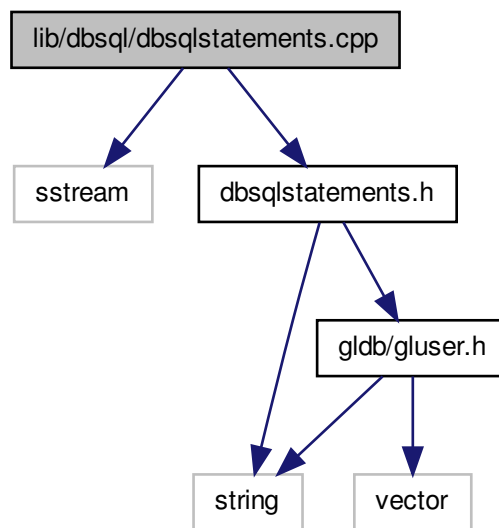 lib/dbsql/dbsqlstatements.cpp
sstream
dbsqlstatements.h
gldb/gluser.h
string
vector